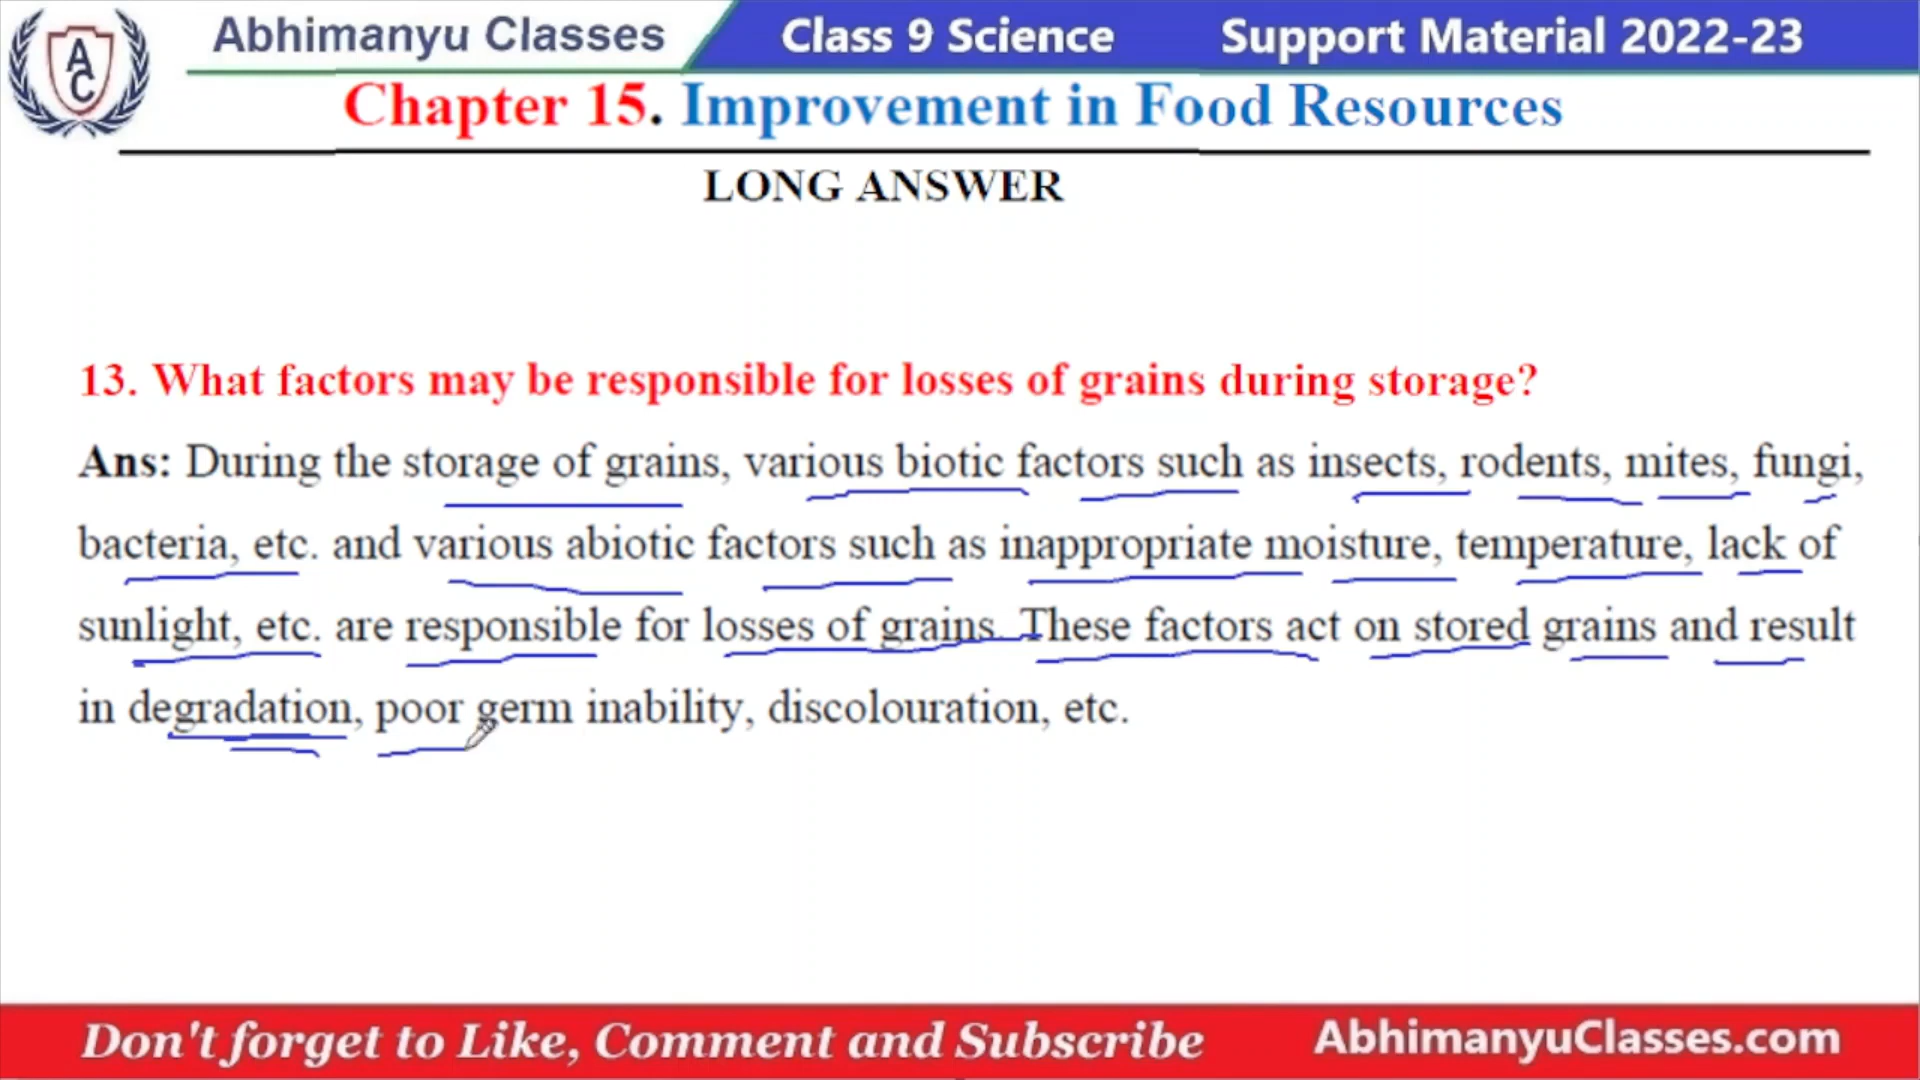 AC
Abhimanyu Classes
Class 9 Science
Support Material 2022-23
Chapter 15. Improvement in Food Resources
LONG ANSWER
13. What factors may be responsible for losses of grains during storage?
Ans: During the storage of grains, various biotic factors such as insects, rodents, mites, fungi,
bacteria, etc. and various abiotic factors such as inappropriate moisture, temperature, lack of
sunlight, etc. are responsible for losses of grains. These factors act on stored grains and result
in degradation, poor germ inability, discolouration, etc.
Don't forget to Like, Comment and Subscribe
AbhimanyuClasses.com